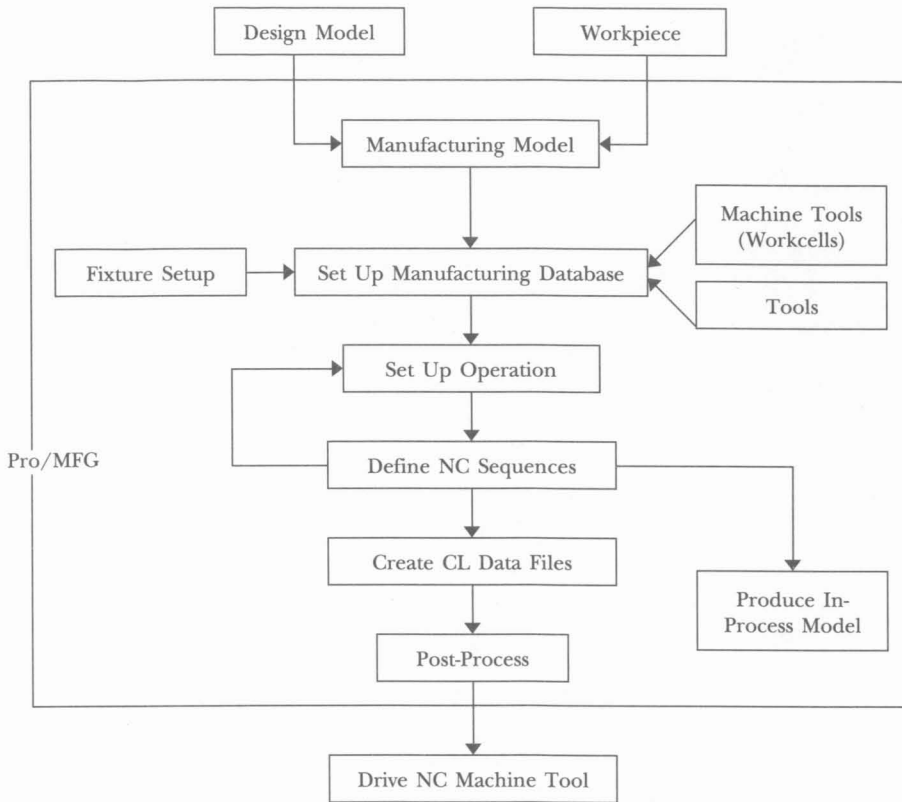 Design Model
Workpiece
Manufacturing Model
Machine Tools
(Workcells)
Fixture Setup
Set Up Manufacturing Database
Tools
Set Up Operation
Pro/MFG
Define NC Sequences
Create CL Data Files
Produce In-
Process Model
Post-Process
Drive NC Machine Tool